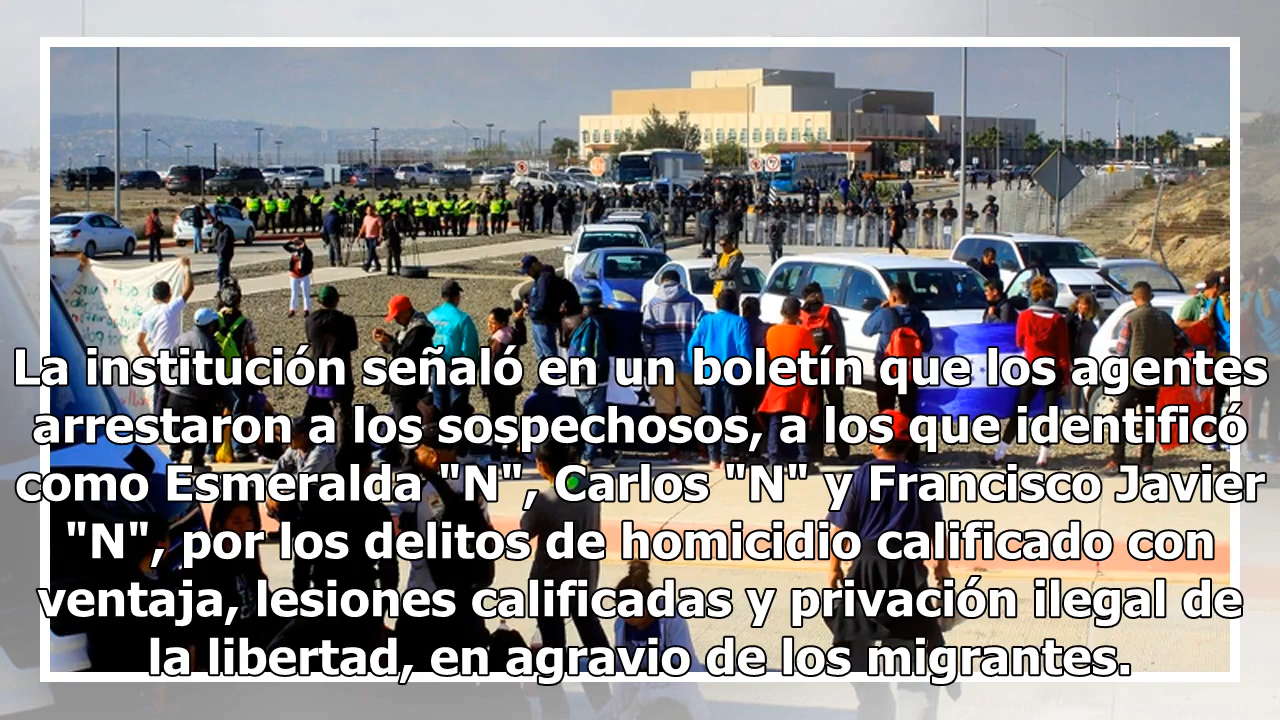 La institución señaló en un boletín que los agentes
arrestaron a los sospechosos, a los que identificó
como Esmeralda "N", Carlos "N" y Francisco Javier
"N", por los delitos de homicidio calificado con
ventaja, lesiones calificadas y privación ilegal de
la libertad, en agravio de los migrantes.